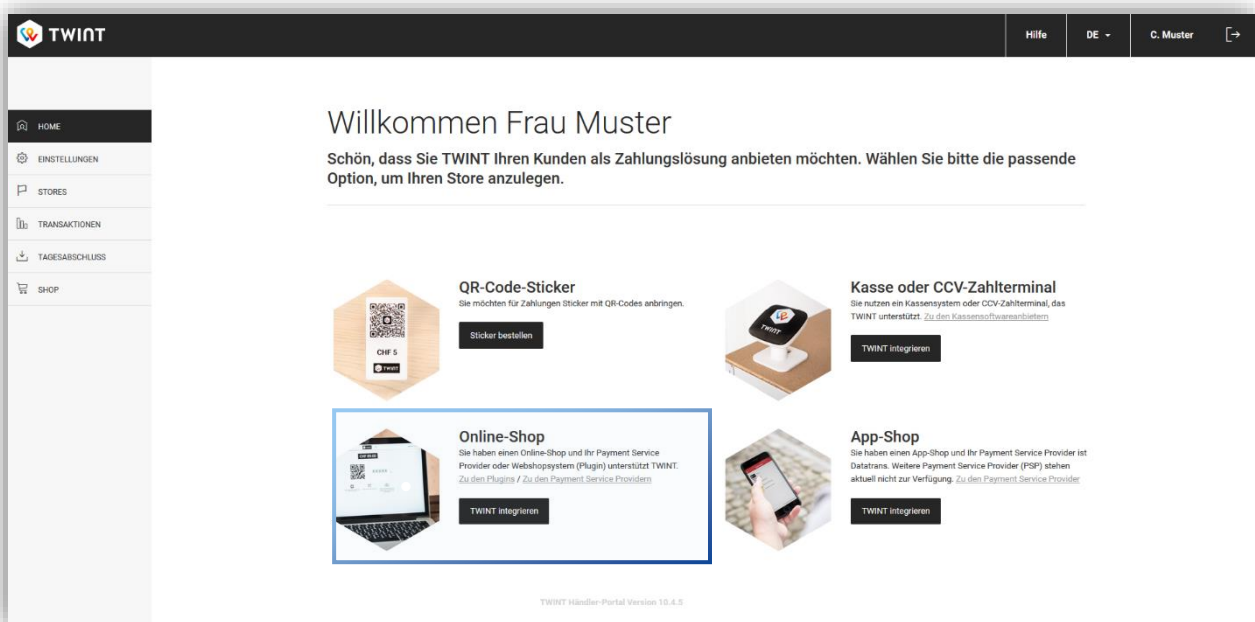 TWINT
Hilfe
DE
C. Muster
HOME
EINSTELLUNGEN
STORES
TRANSAKTIONEN
TAGESABSCHLUSS
SHOP
Willkommen Frau Muster
Schön, dass Sie TWINT Ihren Kunden als Zahlungslösung anbieten möchten. Wählen Sie bitte die passende
Option, um Ihren Store anzulegen.
CHF 5
TWINT
QR-Code-Sticker
Sie möchten für Zahlungen Sticker mit QR-Codes anbringen.
Sticker bestellen
TWINT
Kasse oder CCV-Zahlterminal
Sie nutzen ein Kassensystem oder CCV-Zahlterminal, das
TWINT unterstützt. Zu den Kassensoftwareanbietern
TWINT integrieren
Online-Shop
Sie haben einen Online-Shop und Ihr Payment Service
Provider oder Webshopsystem (Plugin) unterstützt TWINT.
Zu den Plugins / Zu den Payment Service Providern
TWINT integrieren
App-Shop
Sie haben einen App-Shop und Ihr Payment Service Provider ist
Datatrans. Weitere Payment Service Provider (PSP) stehen
aktuell nicht zur Verfügung. Zu den Payment Service Provider
TWINT integrieren
TWINT Händler-Portal Version 10.4.5